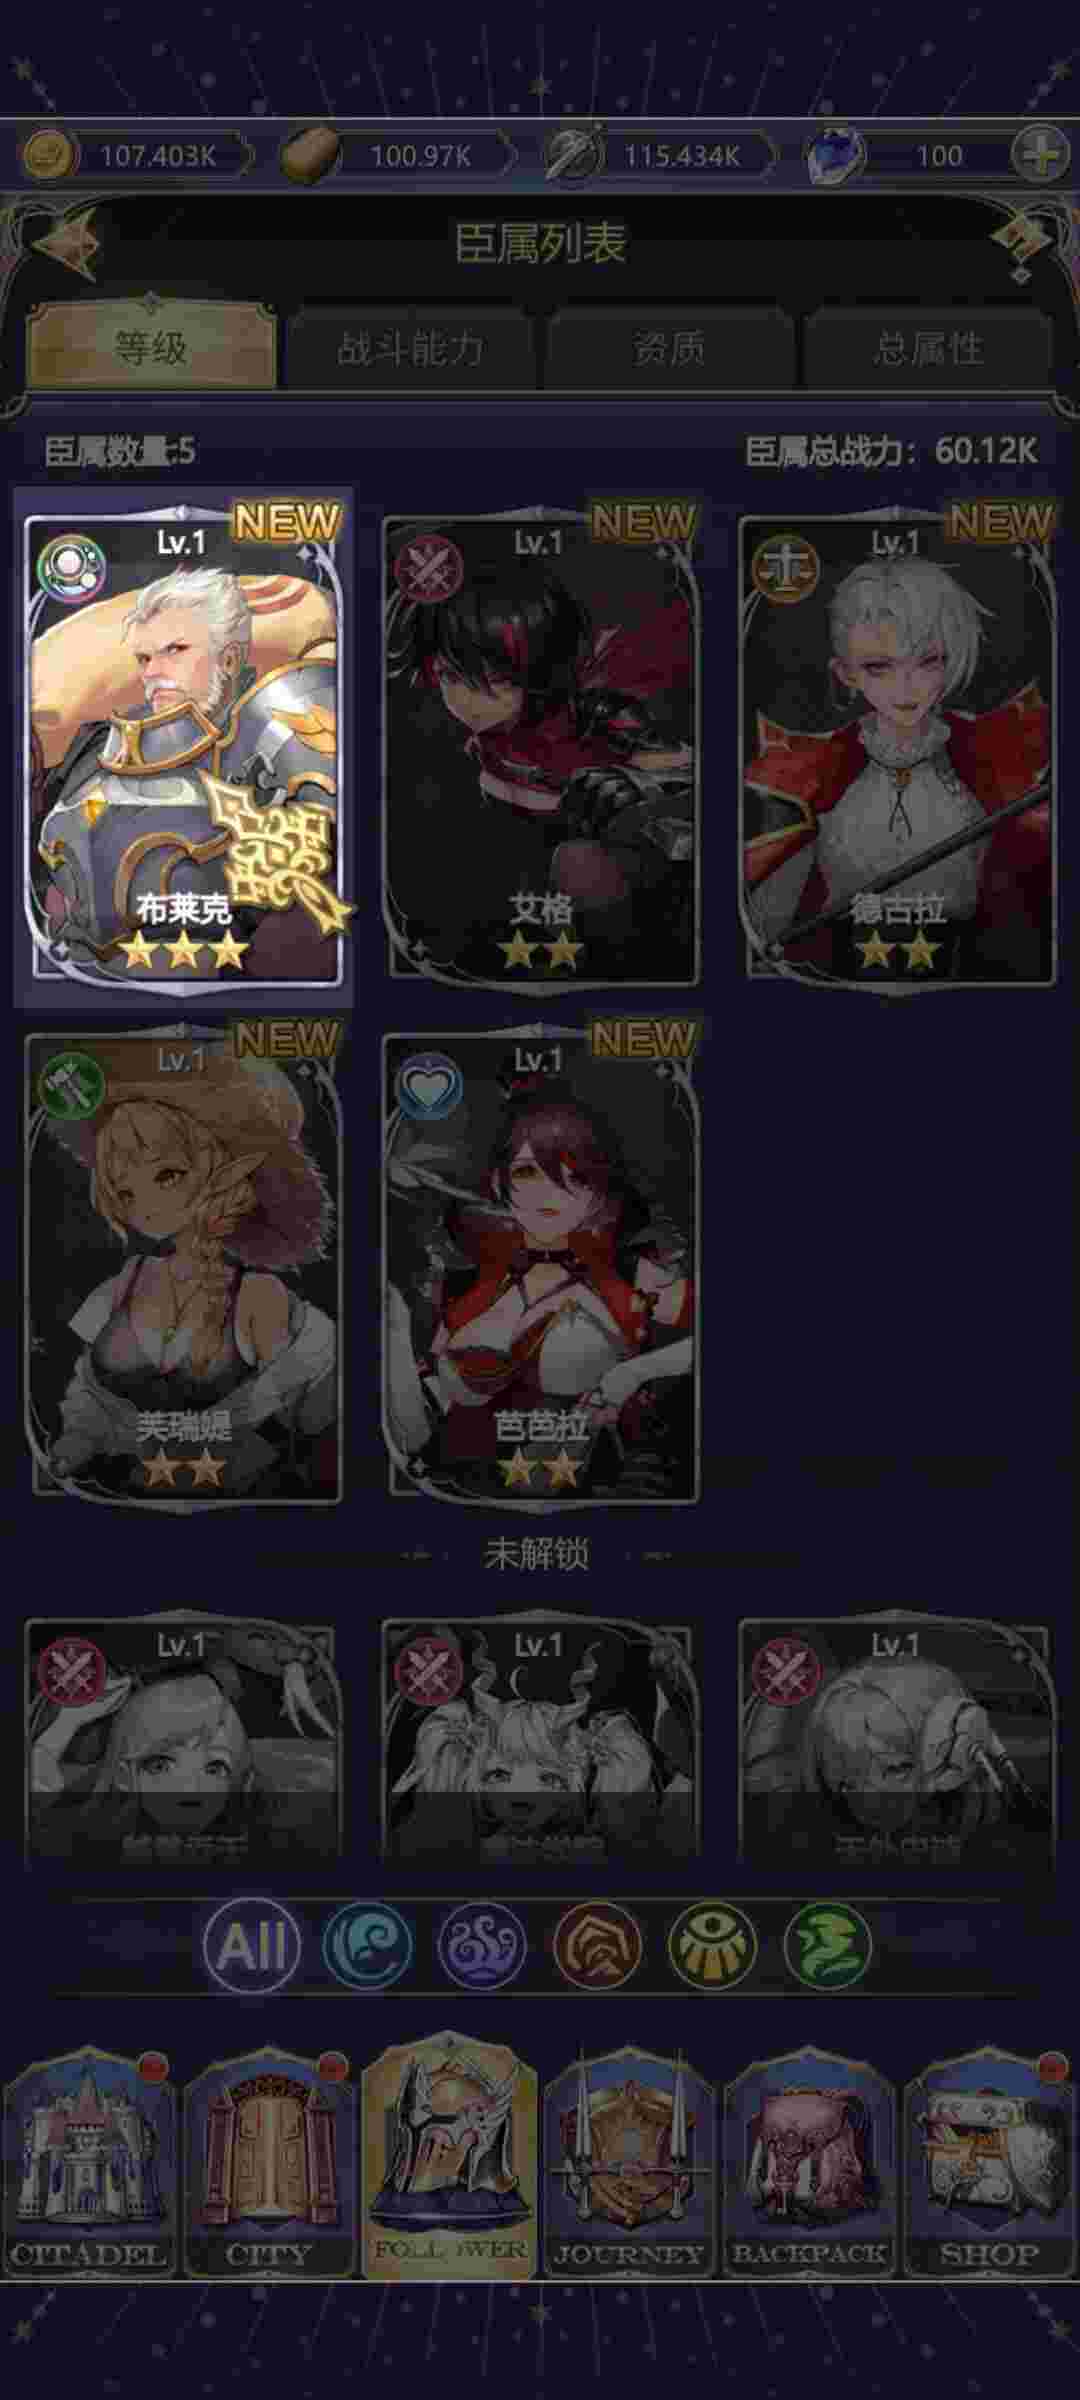 107.403K 100.97K 115.434K 100
臣属列表
等级 战斗能力 资质 总属性
臣属数量:5 臣属总战力：60.12K
NEW NEW NEW
Lv.1 Lv.1 Lv.1
布莱克 艾格 德古拉
NEW NEW
Lv.1 Lv.1
芙瑞媞 芭芭拉
未解锁
Lv.1 Lv.1 Lv.1
All
CITADEL CITY FOLLOWER JOURNEY BACKPACK SHOP